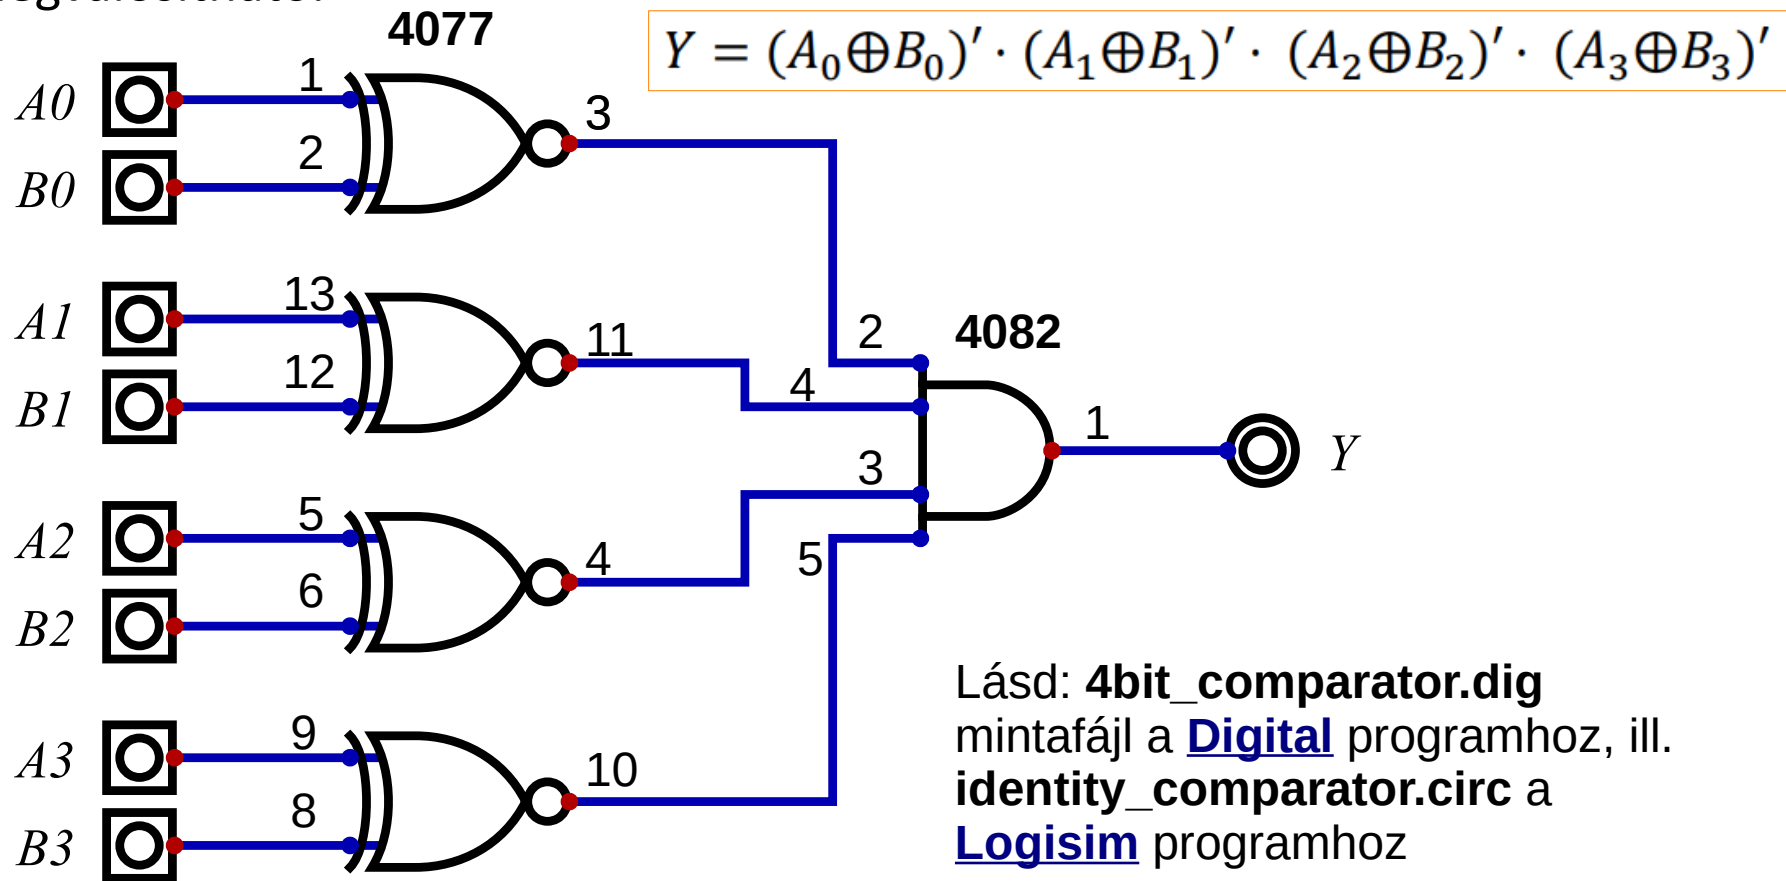 4077
Y = (A₀⊕B₀)′ · (A₁⊕B₁)′ · (A₂⊕B₂)′ · (A₃⊕B₃)′
A0
1
3
B0
2
A1
13
11
B1
12
2
4082
4
1
Y
3
A2
5
4
B2
6
5
A3
9
10
B3
8
Lásd: 4bit_comparator.dig
mintafájl a Digital programhoz, ill.
identity_comparator.circ a
Logisim programhoz